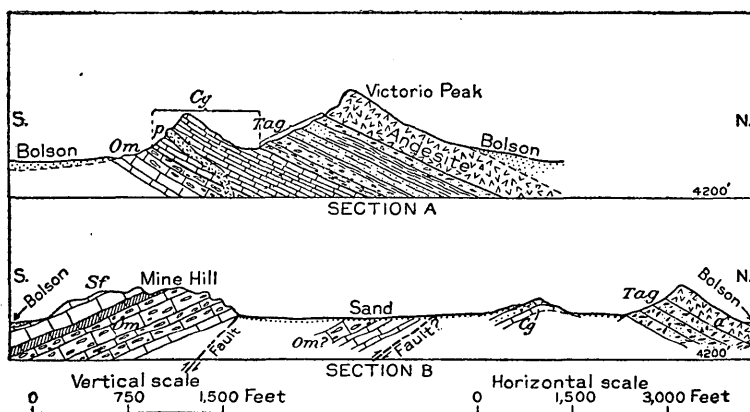 Cg
Victorio Peak
S.
p
Tag
N.
Bolson
Om
Andesite
Bolson
4200'
SECTION A
S.
Bolson
Sf
Mine Hill
N.
Tag
Bolson
Sand
Om
Om?
Cg
a
Fault
Fault?
4200'
SECTION B
Vertical scale
Horizontal scale
0 750 1,500 Feet
0 1,500 3,000 Feet